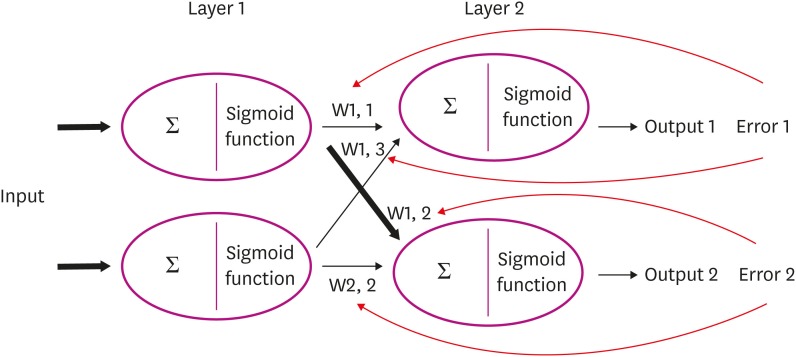 Layer 1
Layer 2
Σ
Sigmoid
function
W1, 1
Σ
Sigmoid
function
Output 1
Error 1
W1, 3
Input
W1, 2
Σ
Sigmoid
function
W2, 2
Σ
Sigmoid
function
Output 2
Error 2